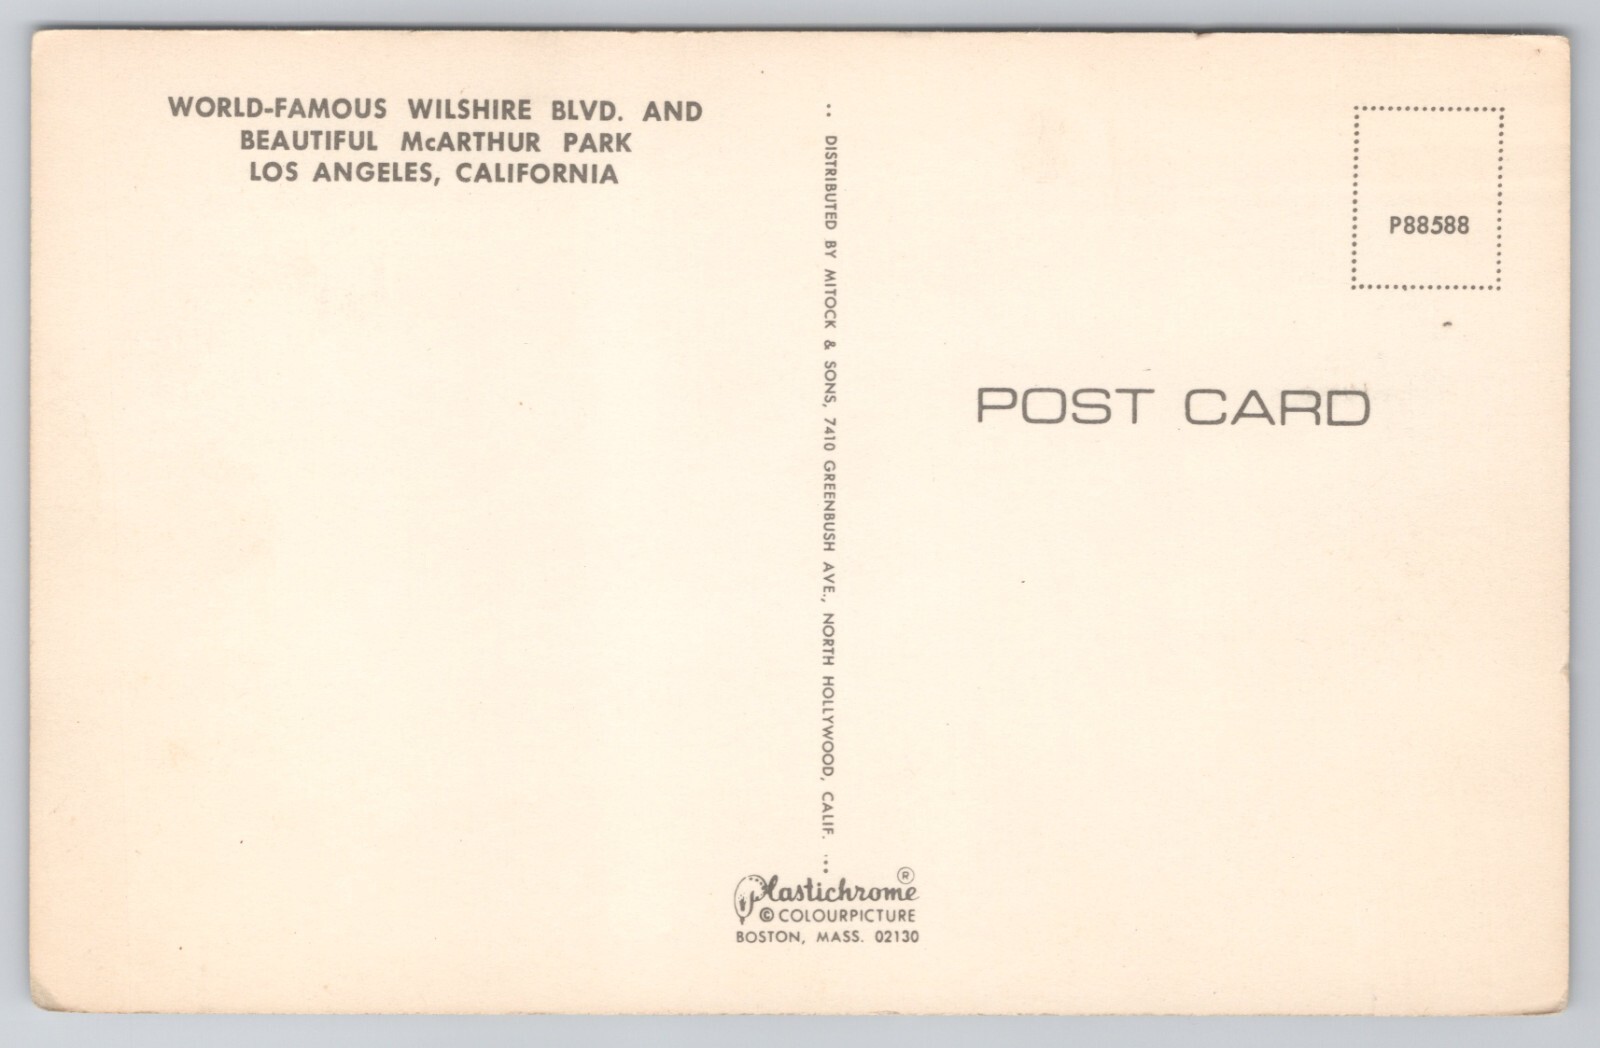 WORLD-FAMOUS WILSHIRE BLVD. AND
BEAUTIFUL McARTHUR PARK
LOS ANGELES, CALIFORNIA
DISTRIBUTED BY MITOCK & SONS, 7410 GREENBUSH AVE., NORTH HOLLYWOOD, CALIF.
P88588
POST CARD
Plastichrome ®
© COLOURPICTURE
BOSTON, MASS. 02130